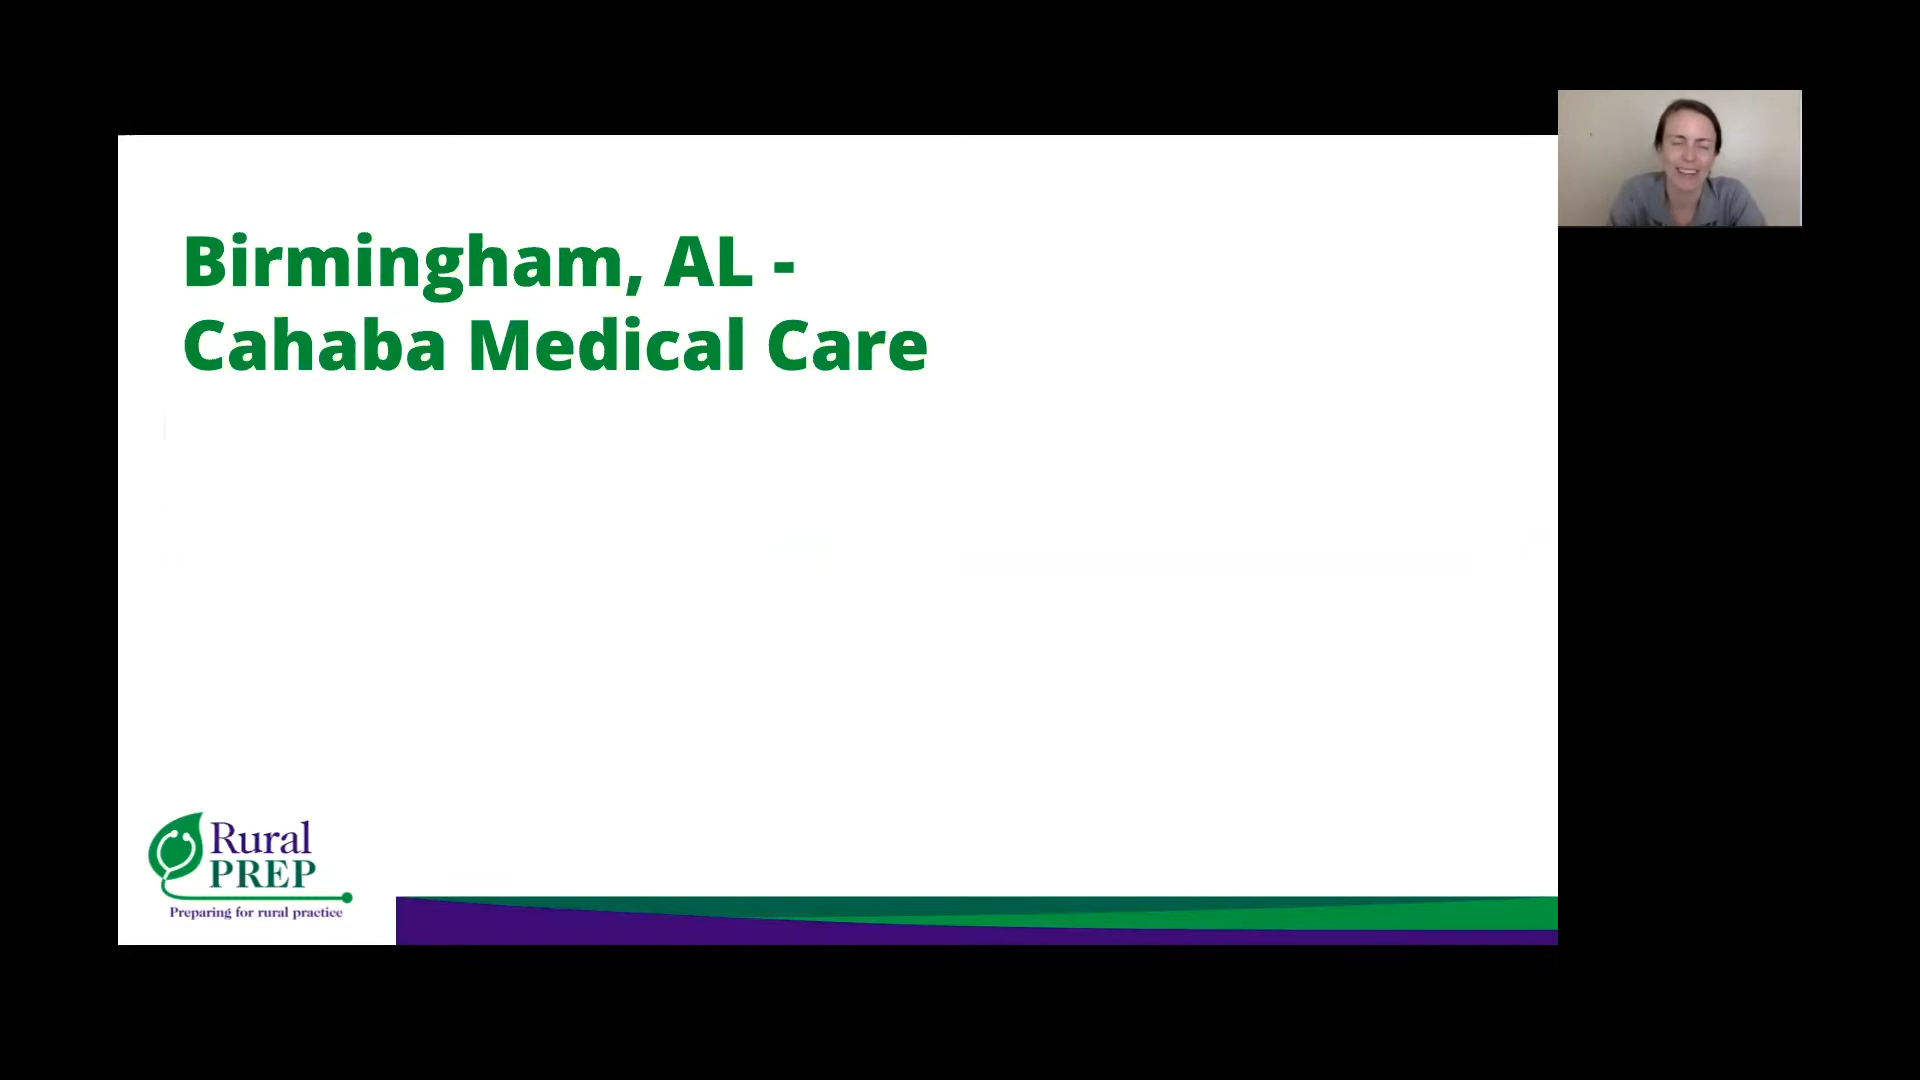 Birmingham, AL -
Cahaba Medical Care
Rural
PREP
Preparing for rural practice